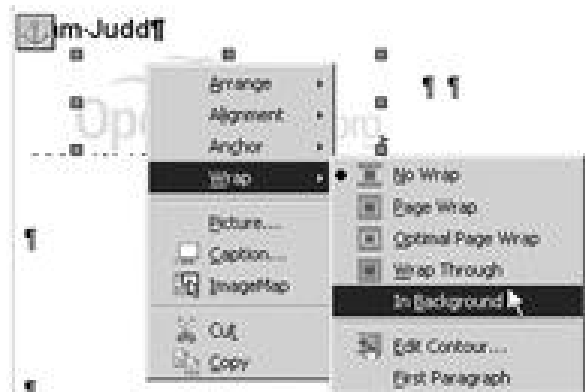 m·Judd¶
¶ ¶
Arrange
Alignment
Anchor
Wrap
Picture...
Caption...
ImageMap
Cut
Copy
No Wrap
Page Wrap
Optimal Page Wrap
Wrap Through
In Background
Edit Contour...
First Paragraph
¶
¶